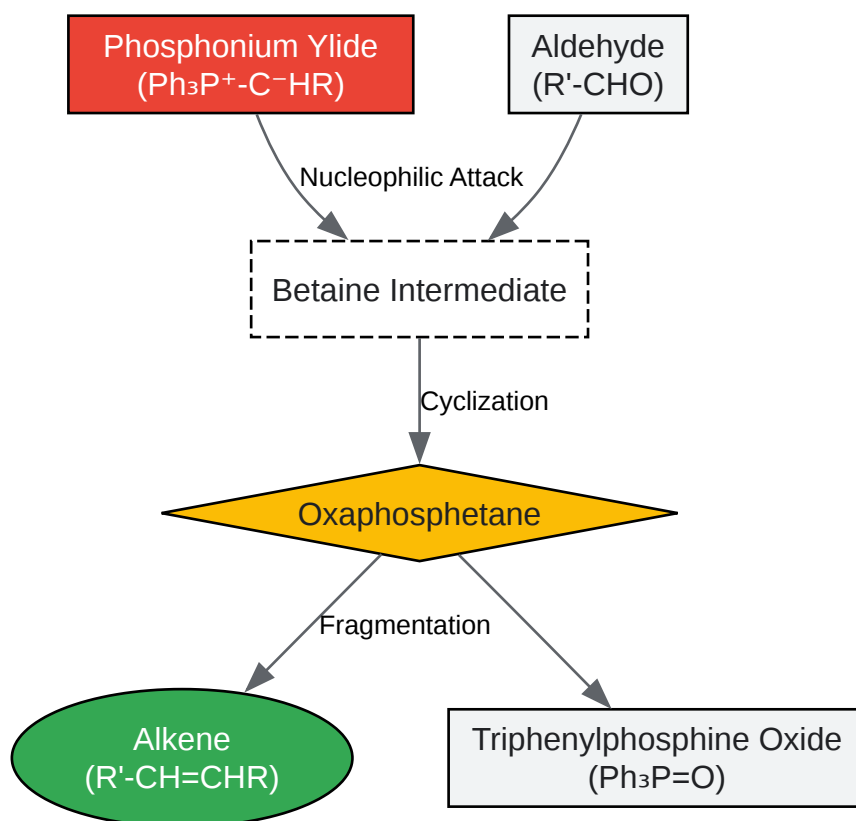 Phosphonium Ylide
(Ph₃P⁺-C⁻HR)
Aldehyde
(R'-CHO)
Nucleophilic Attack
Betaine Intermediate
Cyclization
Oxaphosphetane
Fragmentation
Alkene
(R'-CH=CHR)
Triphenylphosphine Oxide
(Ph₃P=O)